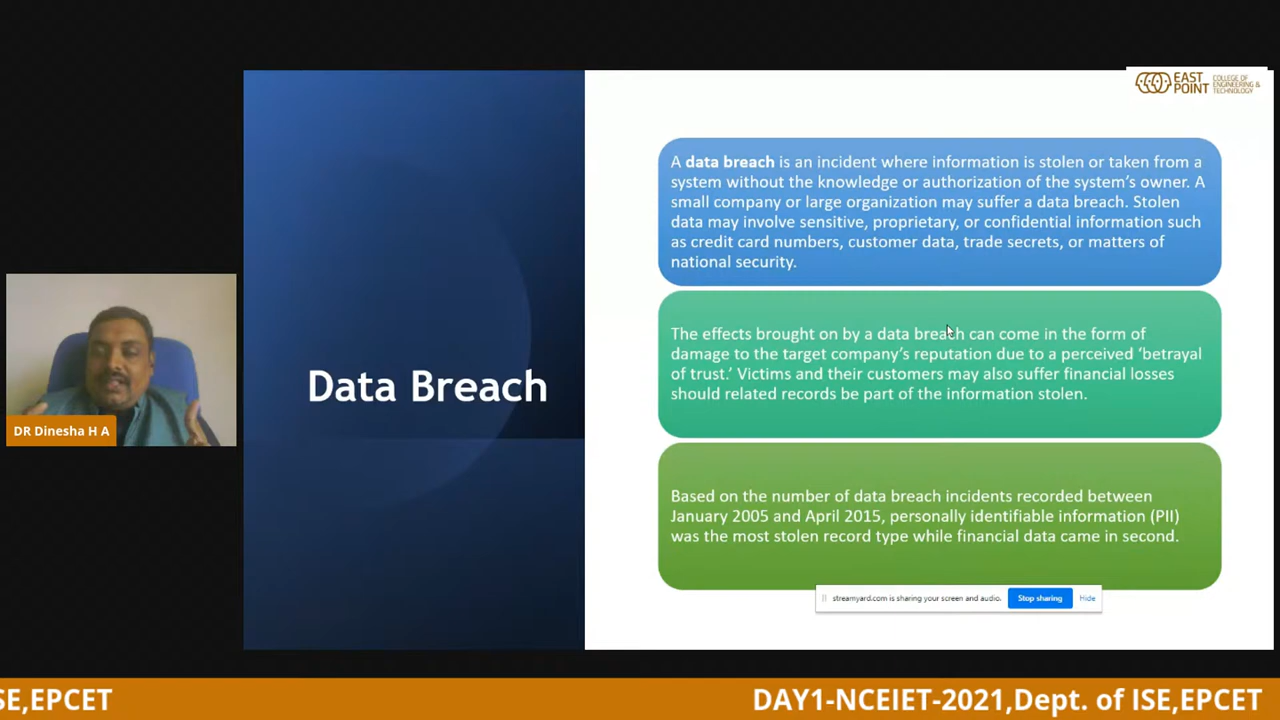 EAST
POINT
COLLEGE OF
ENGINEERING &
TECHNOLOGY
A data breach is an incident where information is stolen or taken from a
system without the knowledge or authorization of the system's owner. A
small company or large organization may suffer a data breach. Stolen
data may involve sensitive, proprietary, or confidential information such
as credit card numbers, customer data, trade secrets, or matters of
national security.
The effects brought on by a data breach can come in the form of
damage to the target company's reputation due to a perceived ‘betrayal
of trust.’ Victims and their customers may also suffer financial losses
should related records be part of the information stolen.
Data Breach
DR Dinesha H A
Based on the number of data breach incidents recorded between
January 2005 and April 2015, personally identifiable information (PII)
was the most stolen record type while financial data came in second.
streamyard.com is sharing your screen and audio.
Stop sharing
Hide
SE,EPCET
DAY1-NCEIET-2021,Dept. of ISE,EPCET